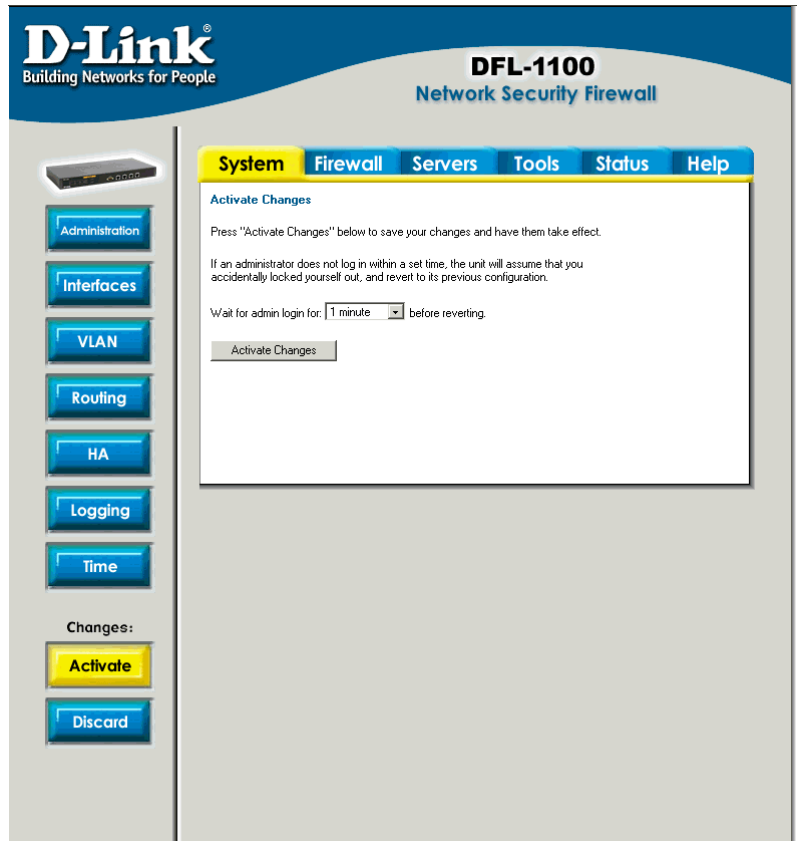 D-Link®
Building Networks for People
DFL-1100
Network Security Firewall
System Firewall Servers Tools Status Help
Administration
Interfaces
VLAN
Routing
HA
Logging
Time
Changes:
Activate
Discard
Activate Changes
Press "Activate Changes" below to save your changes and have them take effect.
If an administrator does not log in within a set time, the unit will assume that you
accidentally locked yourself out, and revert to its previous configuration.
Wait for admin login for: 1 minute before reverting.
Activate Changes